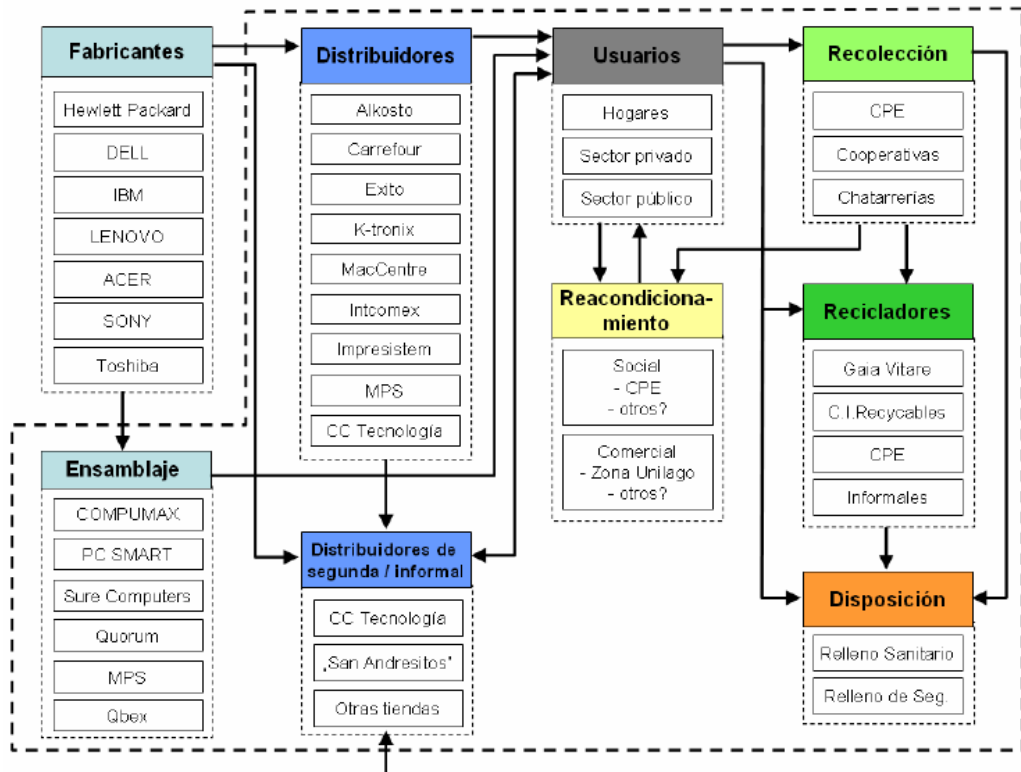 Fabricantes
Hewlett Packard
DELL
IBM
LENOVO
ACER
SONY
Toshiba
Ensamblaje
COMPUMAX
PC SMART
Sure Computers
Quorum
MPS
Qbex
Distribuidores
Alkosto
Carrefour
Exito
K-tronix
MacCentre
Intcomex
Impresistem
MPS
CC Tecnología
Distribuidores de
segunda / informal
CC Tecnología
„San Andresitos"
Otras tiendas
Usuarios
Hogares
Sector privado
Sector público
Reacondiciona-
miento
Social
- CPE
- otros?
Comercial
- Zona Unilago
- otros?
Recolección
CPE
Cooperativas
Chatarrerías
Recicladores
Gaia Vitare
C.I.Recycables
CPE
Informales
Disposición
Relleno Sanitario
Relleno de Seg.